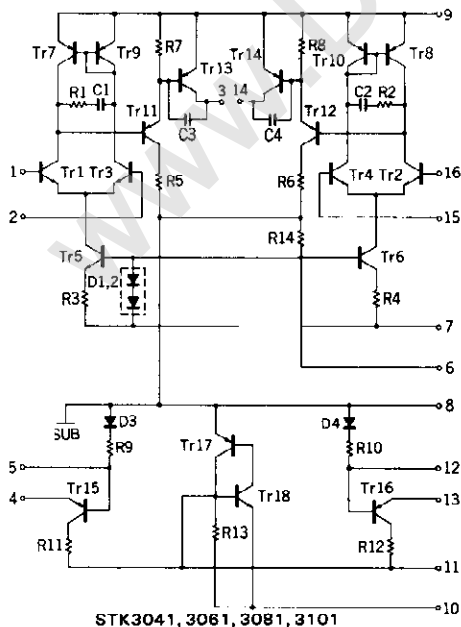 9
Tr7
Tr9
R7
Tr13
Tr14
R8
Tr10
Tr8
R1
C1
3
14
C2
R2
Tr11
C3
C4
Tr12
1
Tr1
Tr3
R5
R6
Tr4
Tr2
16
2
15
R14
Tr5
Tr6
D1,2
R3
R4
7
6
8
SUB
D3
D4
R9
Tr17
R10
5
12
4
Tr15
Tr18
Tr16
13
R11
R13
R12
11
10
STK3041, 3061, 3081, 3101
www.D